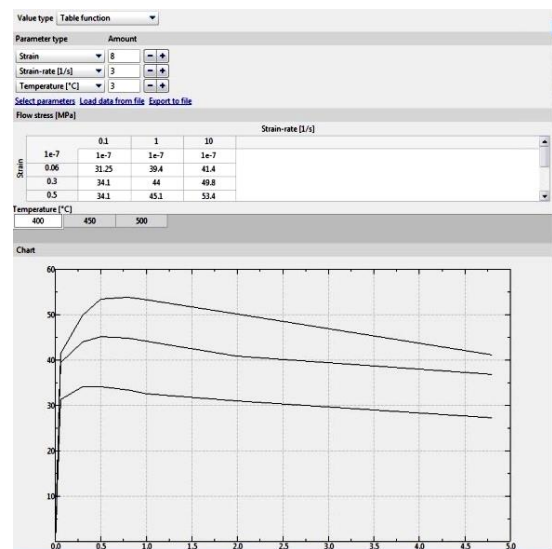 Value type Table function
Parameter type Amount
Strain 8 - +
Strain-rate [1/s] 3 - +
Temperature [°C] 3 - +
Select parameters Load data from file Export to file
Flow stress [MPa]
Strain-rate [1/s]
0.1 1 10
Strain
1e-7 1e-7 1e-7 1e-7
0.06 31.25 39.4 41.4
0.3 34.1 44 49.8
0.5 34.1 45.1 53.4
Temperature [°C]
400 450 500
Chart
60
50
40
30
20
10
0.0 0.5 1.0 1.5 2.0 2.5 3.0 3.5 4.0 4.5 5.0